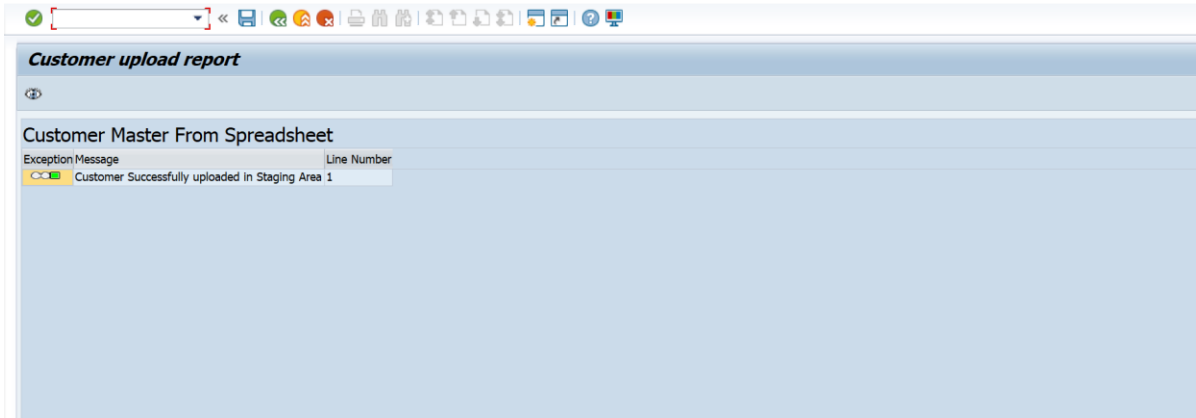 Customer upload report
Customer Master From Spreadsheet
Exception Message Line Number
Customer Successfully uploaded in Staging Area 1